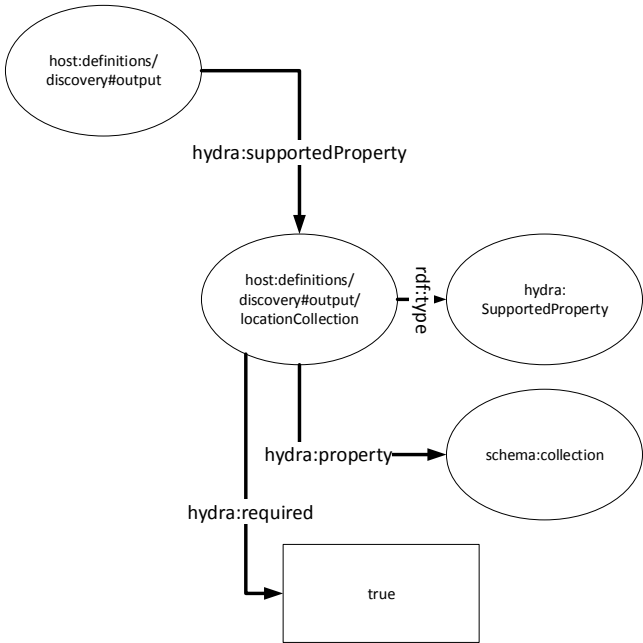 host:definitions/
discovery#output
hydra:supportedProperty
host:definitions/
discovery#output/
locationCollection
rdf:type
hydra:
SupportedProperty
hydra:property
schema:collection
hydra:required
true